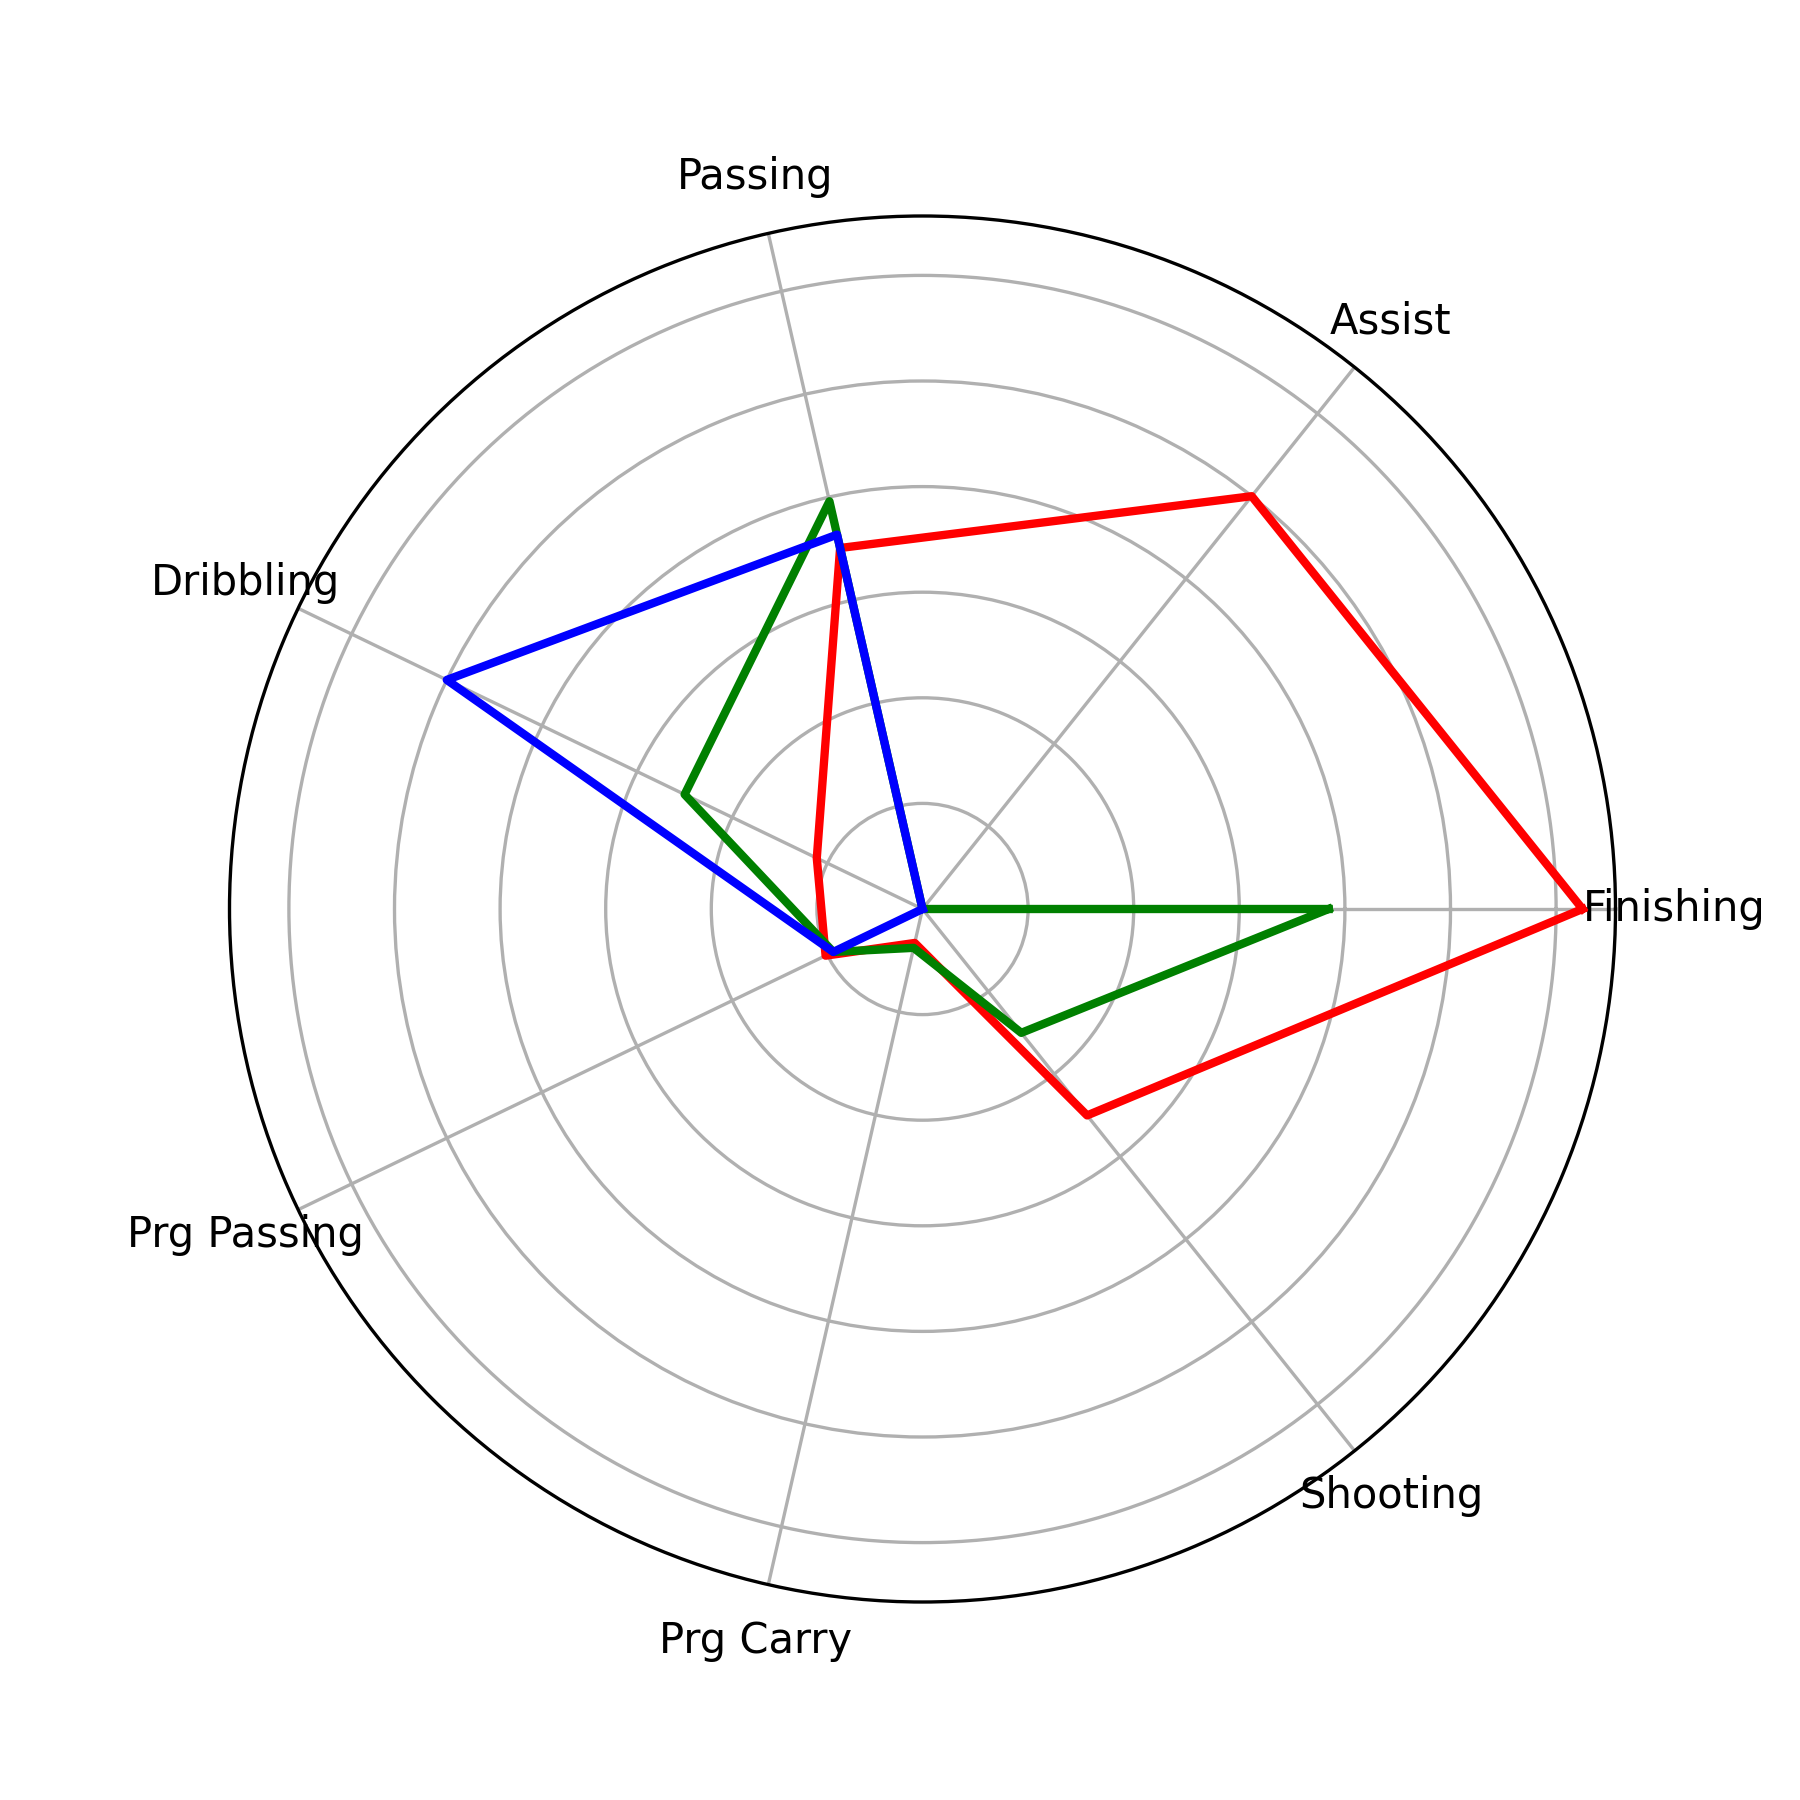 Passing
Assist
Dribbling
Finishing
Prg Passing
Shooting
Prg Carry